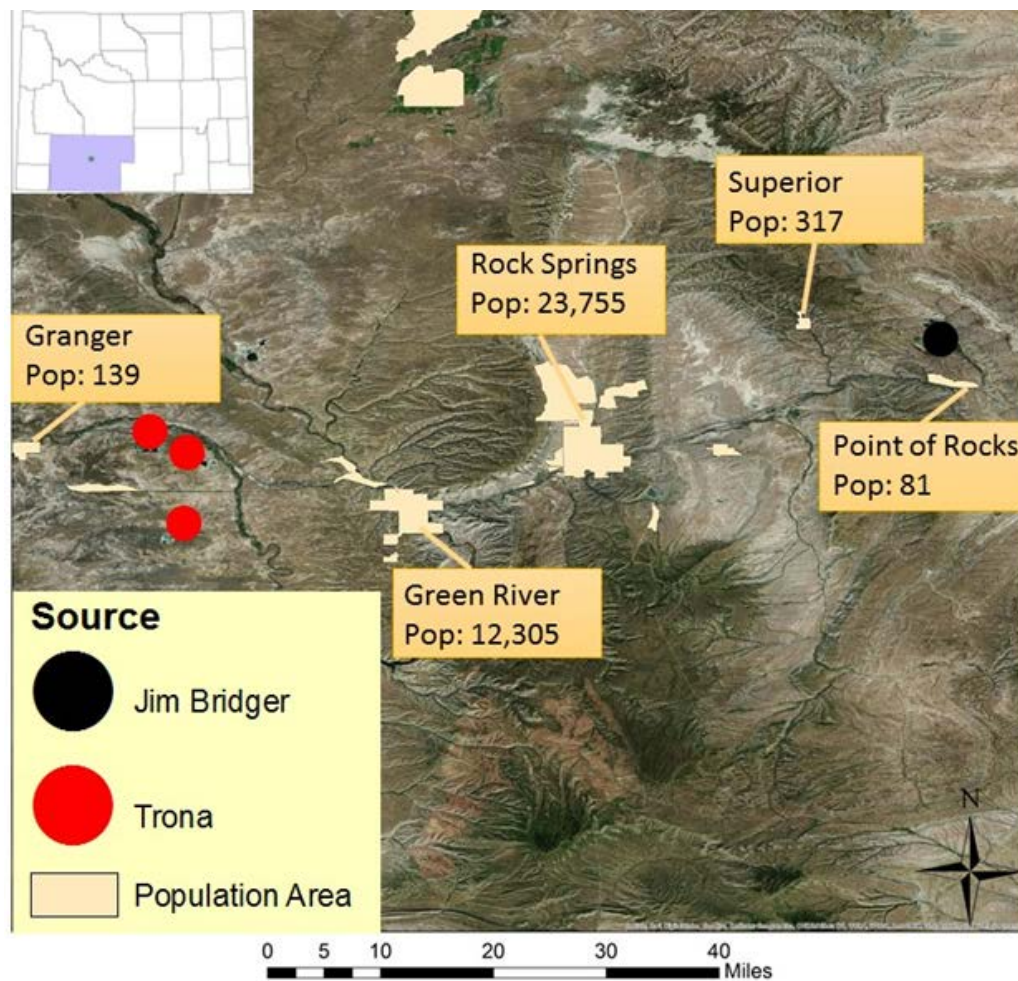 Superior
Pop: 317
Rock Springs
Pop: 23,755
Granger
Pop: 139
Point of Rocks
Pop: 81
Green River
Pop: 12,305
Source
Jim Bridger
Trona
Population Area
N
0 5 10 20 30 40
Miles